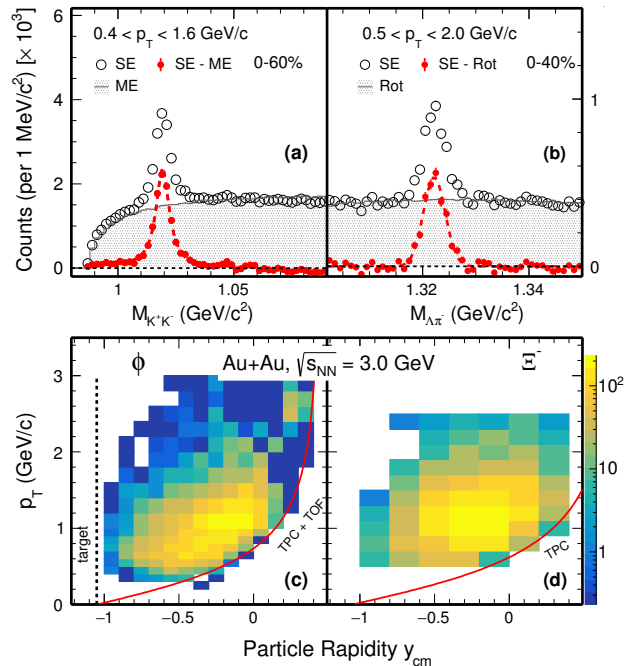 0.4 < p_T < 1.6 GeV/c
SE SE - ME 0-60%
ME
(a)
0.5 < p_T < 2.0 GeV/c
SE SE - Rot 0-40%
Rot
(b)
Counts (per 1 MeV/c²) [× 10³]
6
4
2
0
1
0
1 1.05
1.32 1.34
M_K⁺K⁻ (GeV/c²)
M_Λπ⁻ (GeV/c²)
ϕ Au+Au, √s_NN = 3.0 GeV Ξ⁻
p_T (GeV/c)
3
2
1
0
target
TPC + TOF
(c)
TPC
(d)
10²
10
1
−1 −0.5 0
−1 −0.5 0
Particle Rapidity y_cm